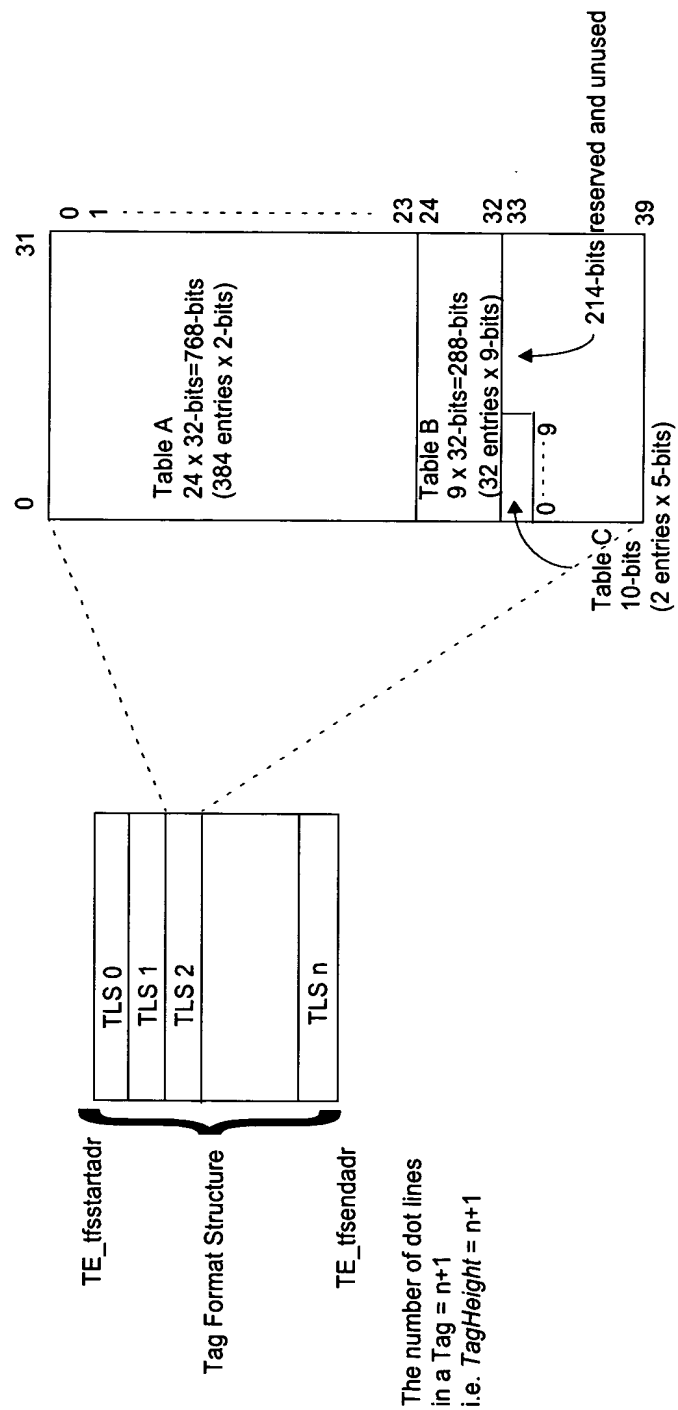 TE_tfsstartadr
Tag Format Structure
TE_tfsendadr
TLS 0
TLS 1
TLS 2
TLS n
The number of dot lines
in a Tag = n+1
i.e. TagHeight = n+1
0
31
Table A
24 x 32-bits=768-bits
(384 entries x 2-bits)
Table B
9 x 32-bits=288-bits
(32 entries x 9-bits)
0
1
23
24
32
33
39
0-----9
214-bits reserved and unused
Table C
10-bits
(2 entries x 5-bits)